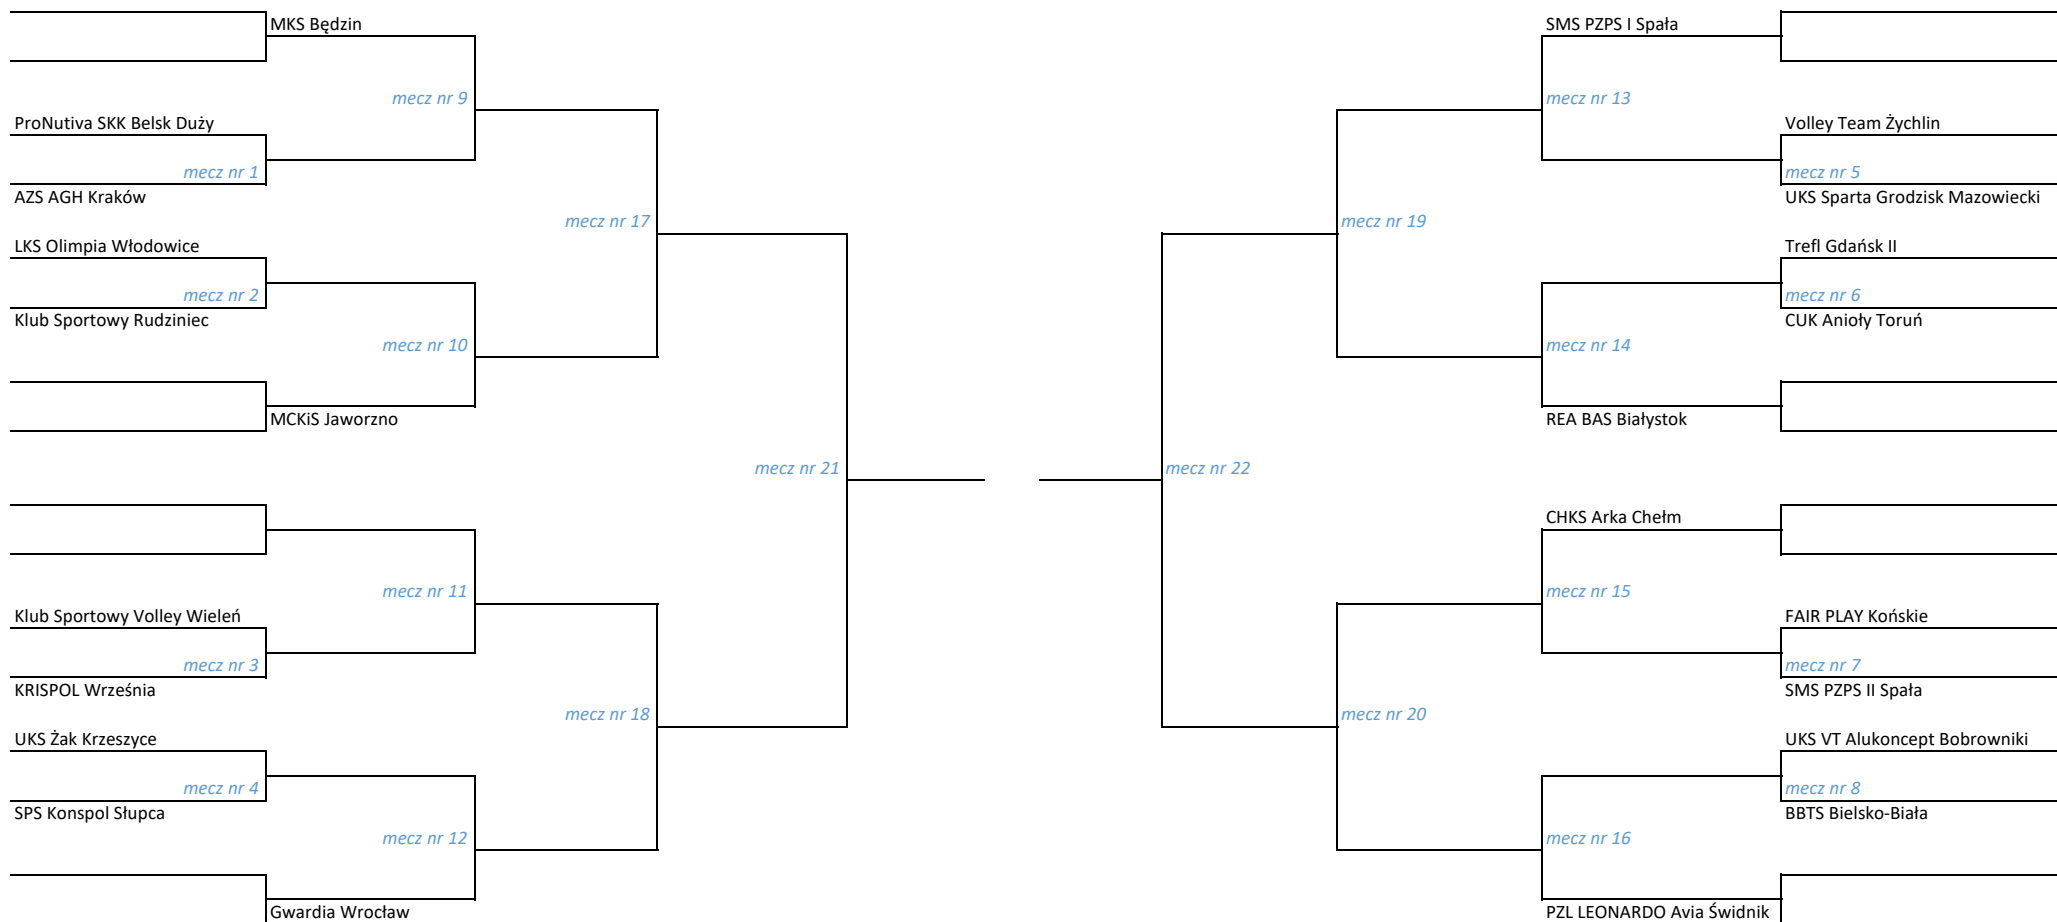 MKS Będzin
mecz nr 9
ProNutiva SKK Belsk Duży
mecz nr 1
AZS AGH Kraków
mecz nr 17
LKS Olimpia Włodowice
mecz nr 2
Klub Sportowy Rudziniec
mecz nr 10
MCKiS Jaworzno
mecz nr 21
mecz nr 11
Klub Sportowy Volley Wieleń
mecz nr 3
KRISPOL Września
mecz nr 18
UKS Żak Krzeszyce
mecz nr 4
SPS Konspol Słupca
mecz nr 12
Gwardia Wrocław
SMS PZPS I Spała
mecz nr 13
Volley Team Żychlin
mecz nr 5
UKS Sparta Grodzisk Mazowiecki
mecz nr 19
Trefl Gdańsk II
mecz nr 6
CUK Anioły Toruń
mecz nr 14
REA BAS Białystok
mecz nr 22
CHKS Arka Chełm
mecz nr 15
FAIR PLAY Końskie
mecz nr 7
SMS PZPS II Spała
mecz nr 20
UKS VT Alukoncept Bobrowniki
mecz nr 8
BBTS Bielsko-Biała
mecz nr 16
PZL LEONARDO Avia Świdnik